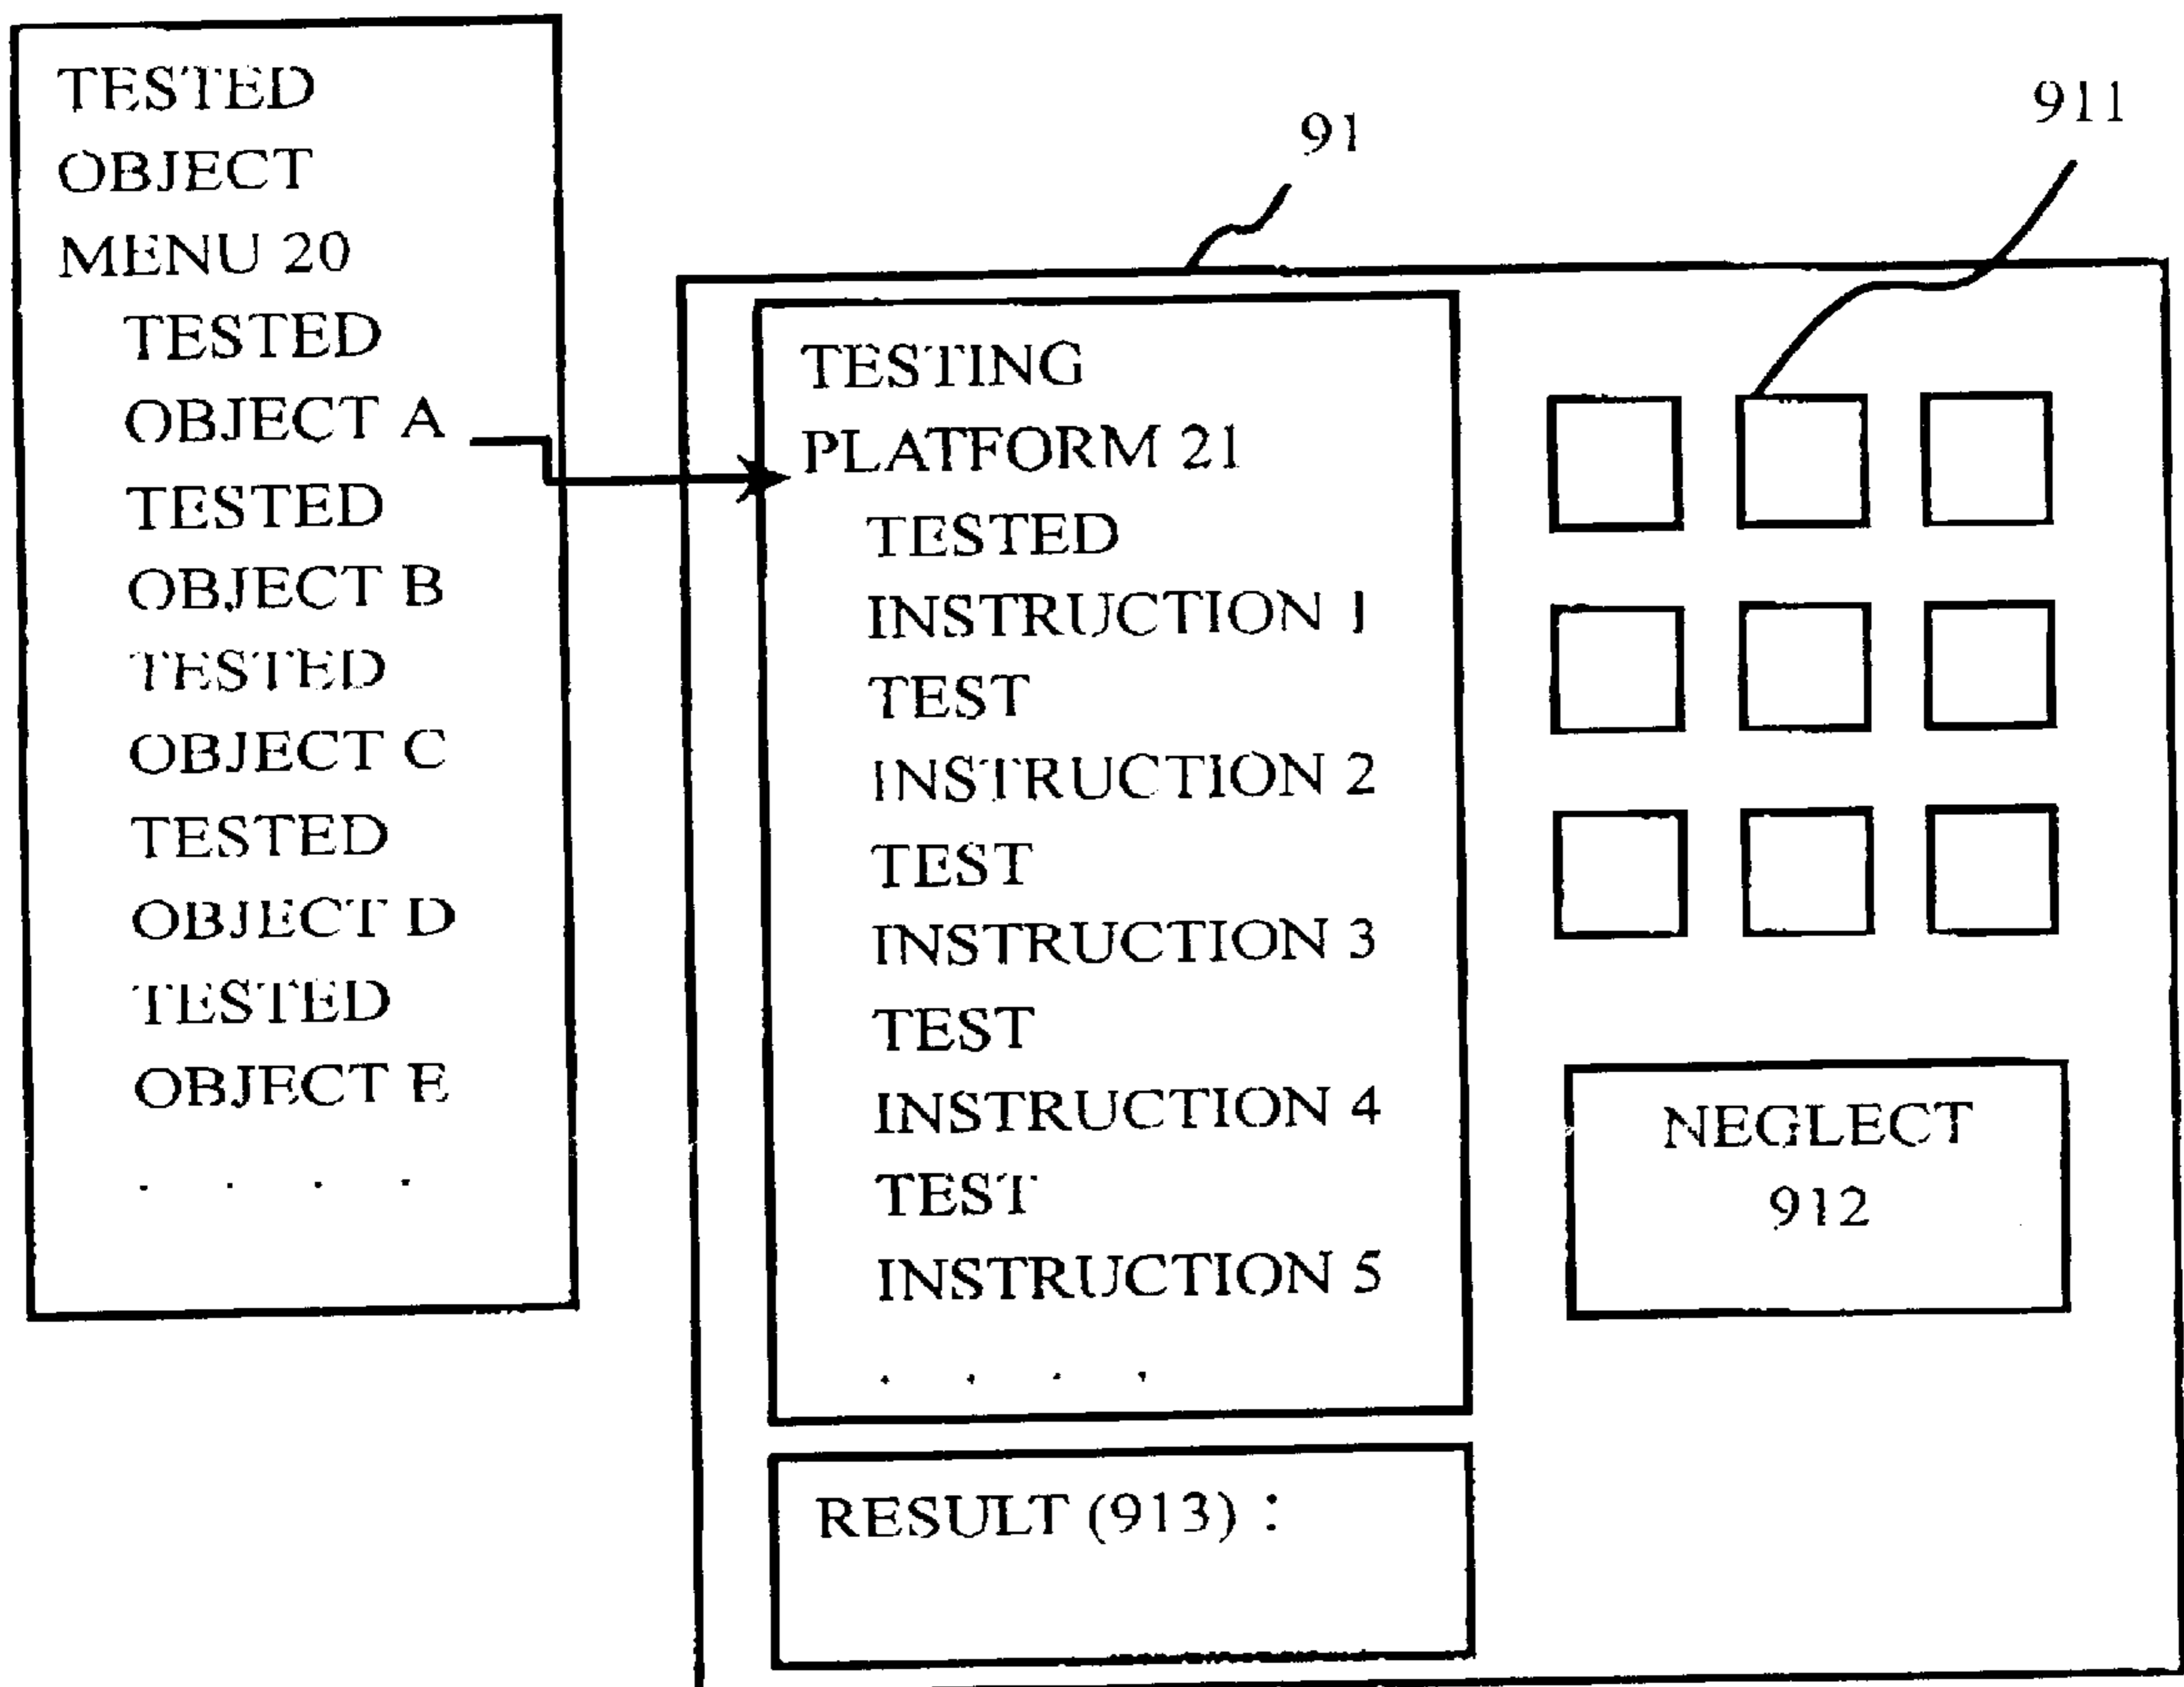 TESTED
OBJECT
MENU 20
TESTED
OBJECT A
TESTED
OBJECT B
TESTED
OBJECT C
TESTED
OBJECT D
TESTED
OBJECT E
. . . .
91
911
TESTING
PLATFORM 21
TESTED
INSTRUCTION 1
TEST
INSTRUCTION 2
TEST
INSTRUCTION 3
TEST
INSTRUCTION 4
TEST
INSTRUCTION 5
. . . .
NEGLECT
912
RESULT (913) :